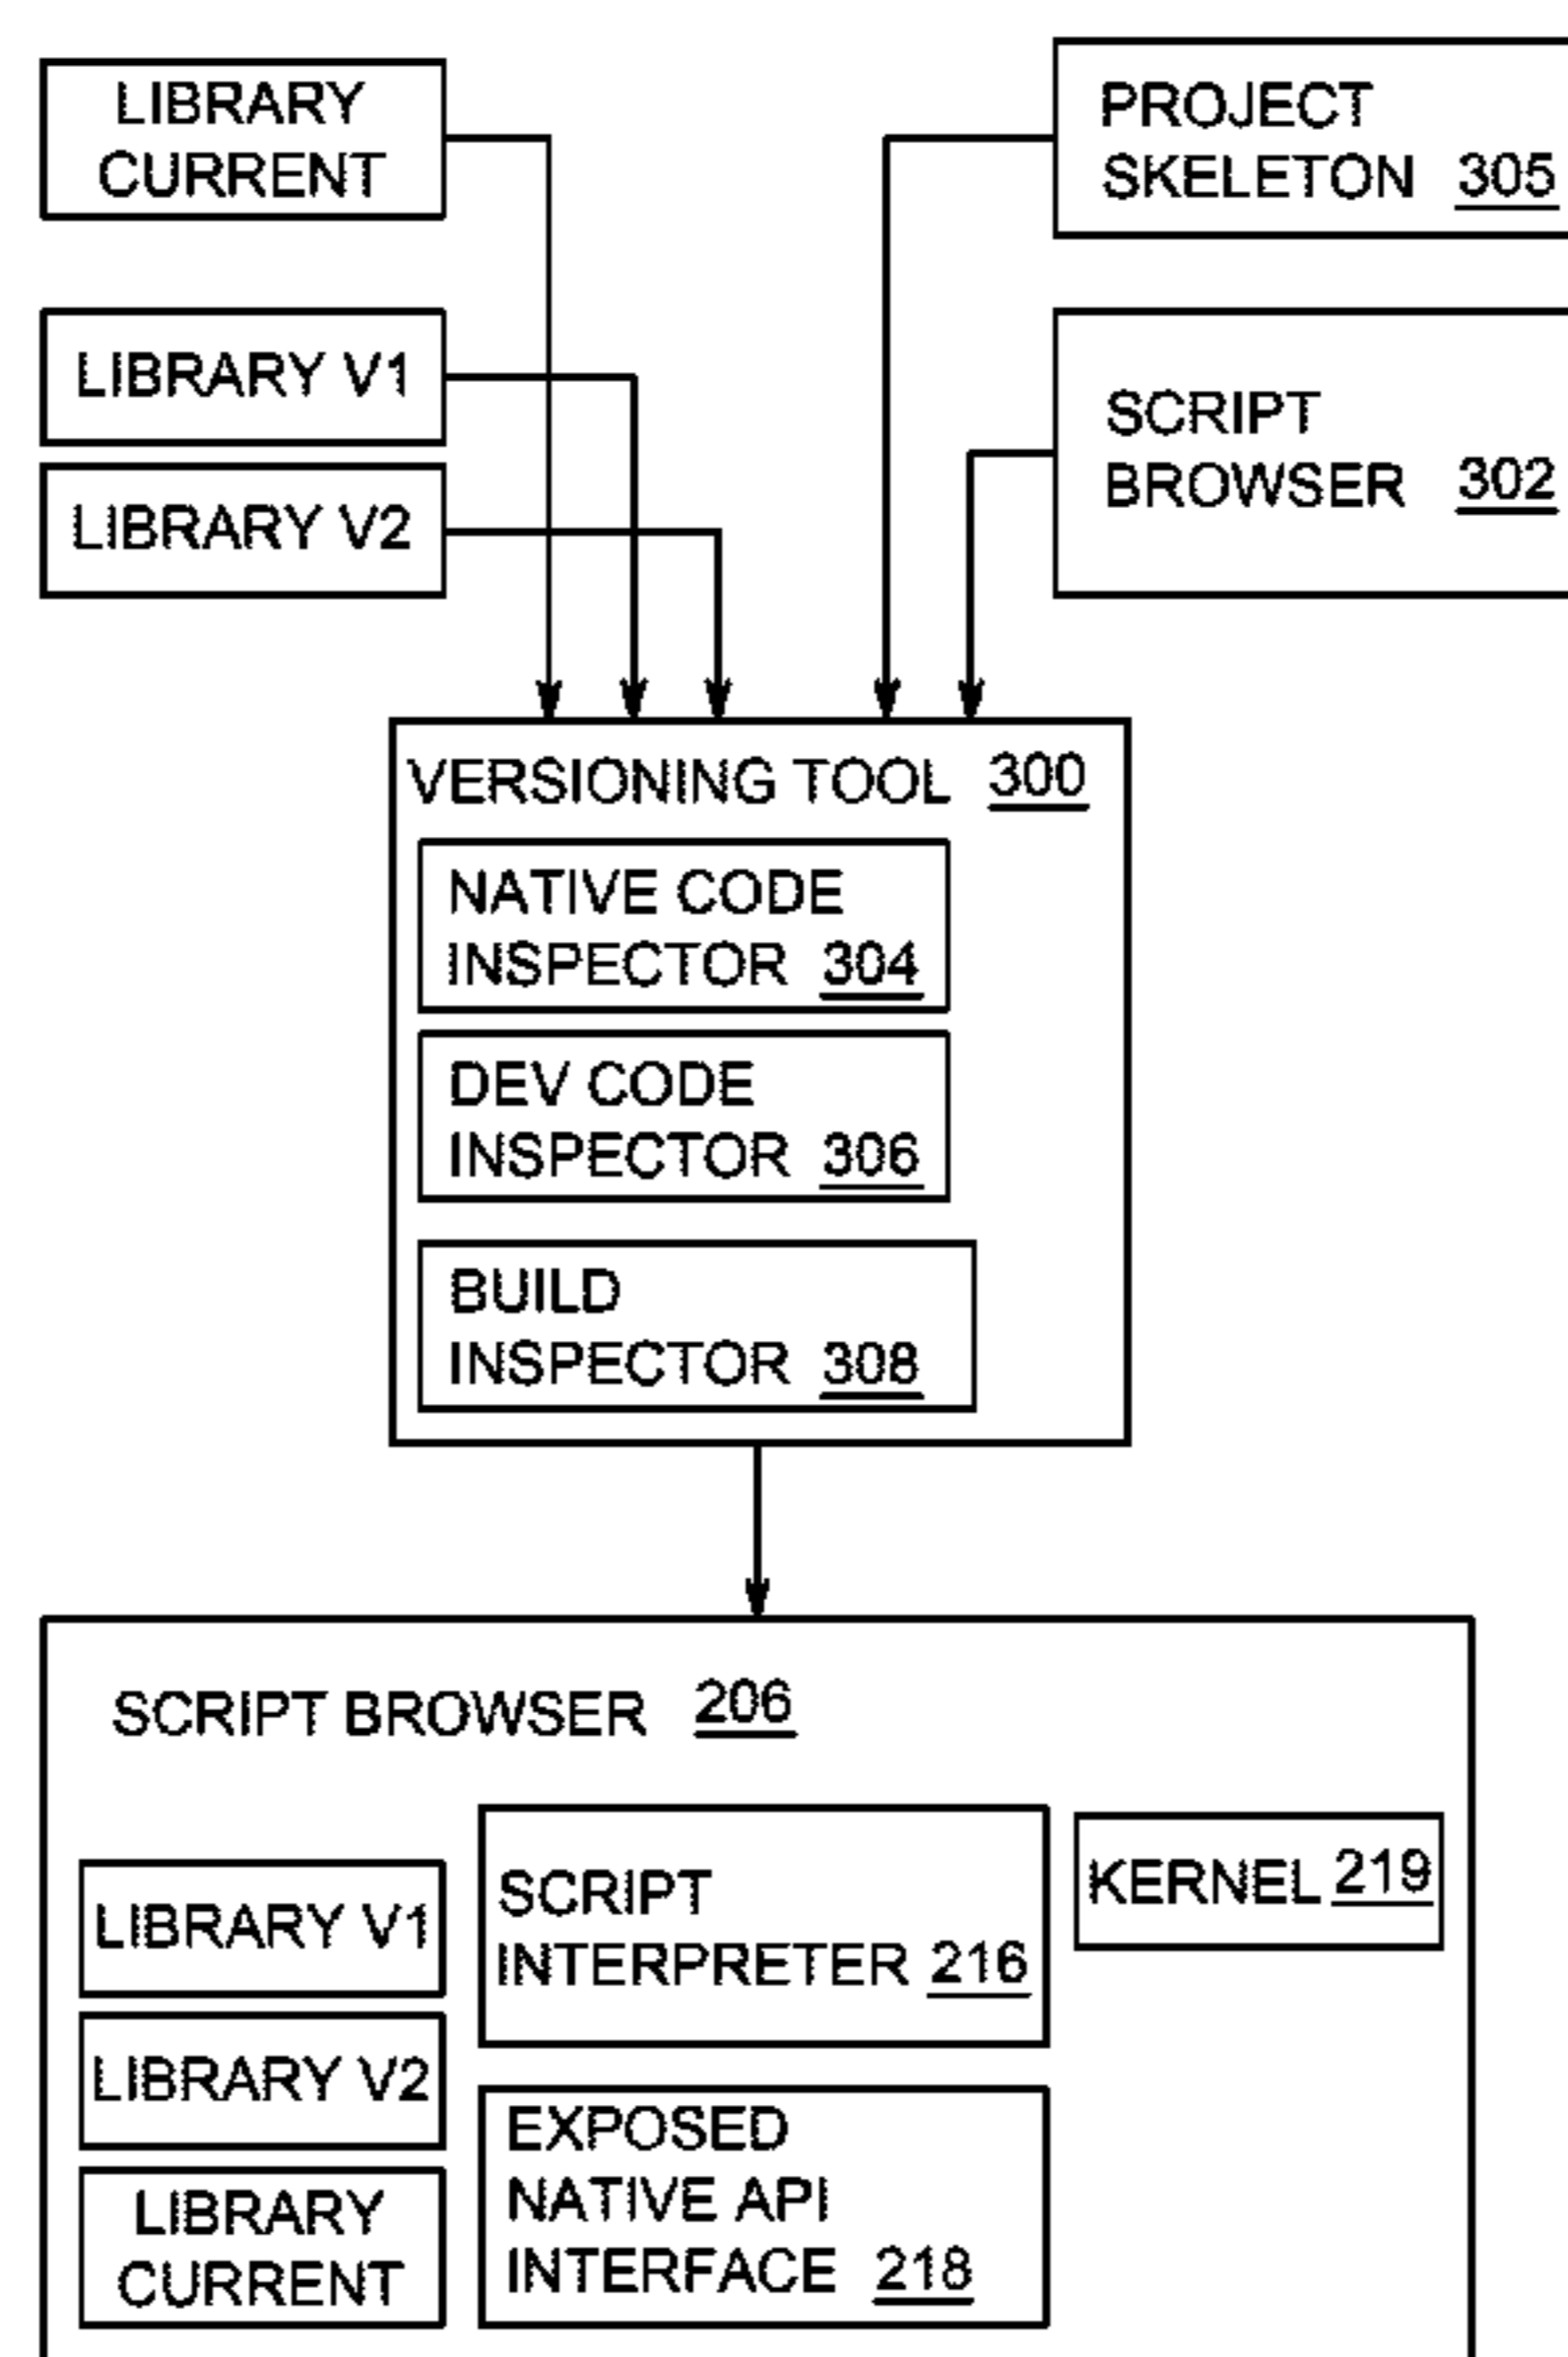 LIBRARY
CURRENT
PROJECT
SKELETON 305
LIBRARY V1
LIBRARY V2
SCRIPT
BROWSER 302
VERSIONING TOOL 300
NATIVE CODE
INSPECTOR 304
DEV CODE
INSPECTOR 306
BUILD
INSPECTOR 308
SCRIPT BROWSER 206
LIBRARY V1
LIBRARY V2
LIBRARY
CURRENT
SCRIPT
INTERPRETER 216
EXPOSED
NATIVE API
INTERFACE 218
KERNEL 219